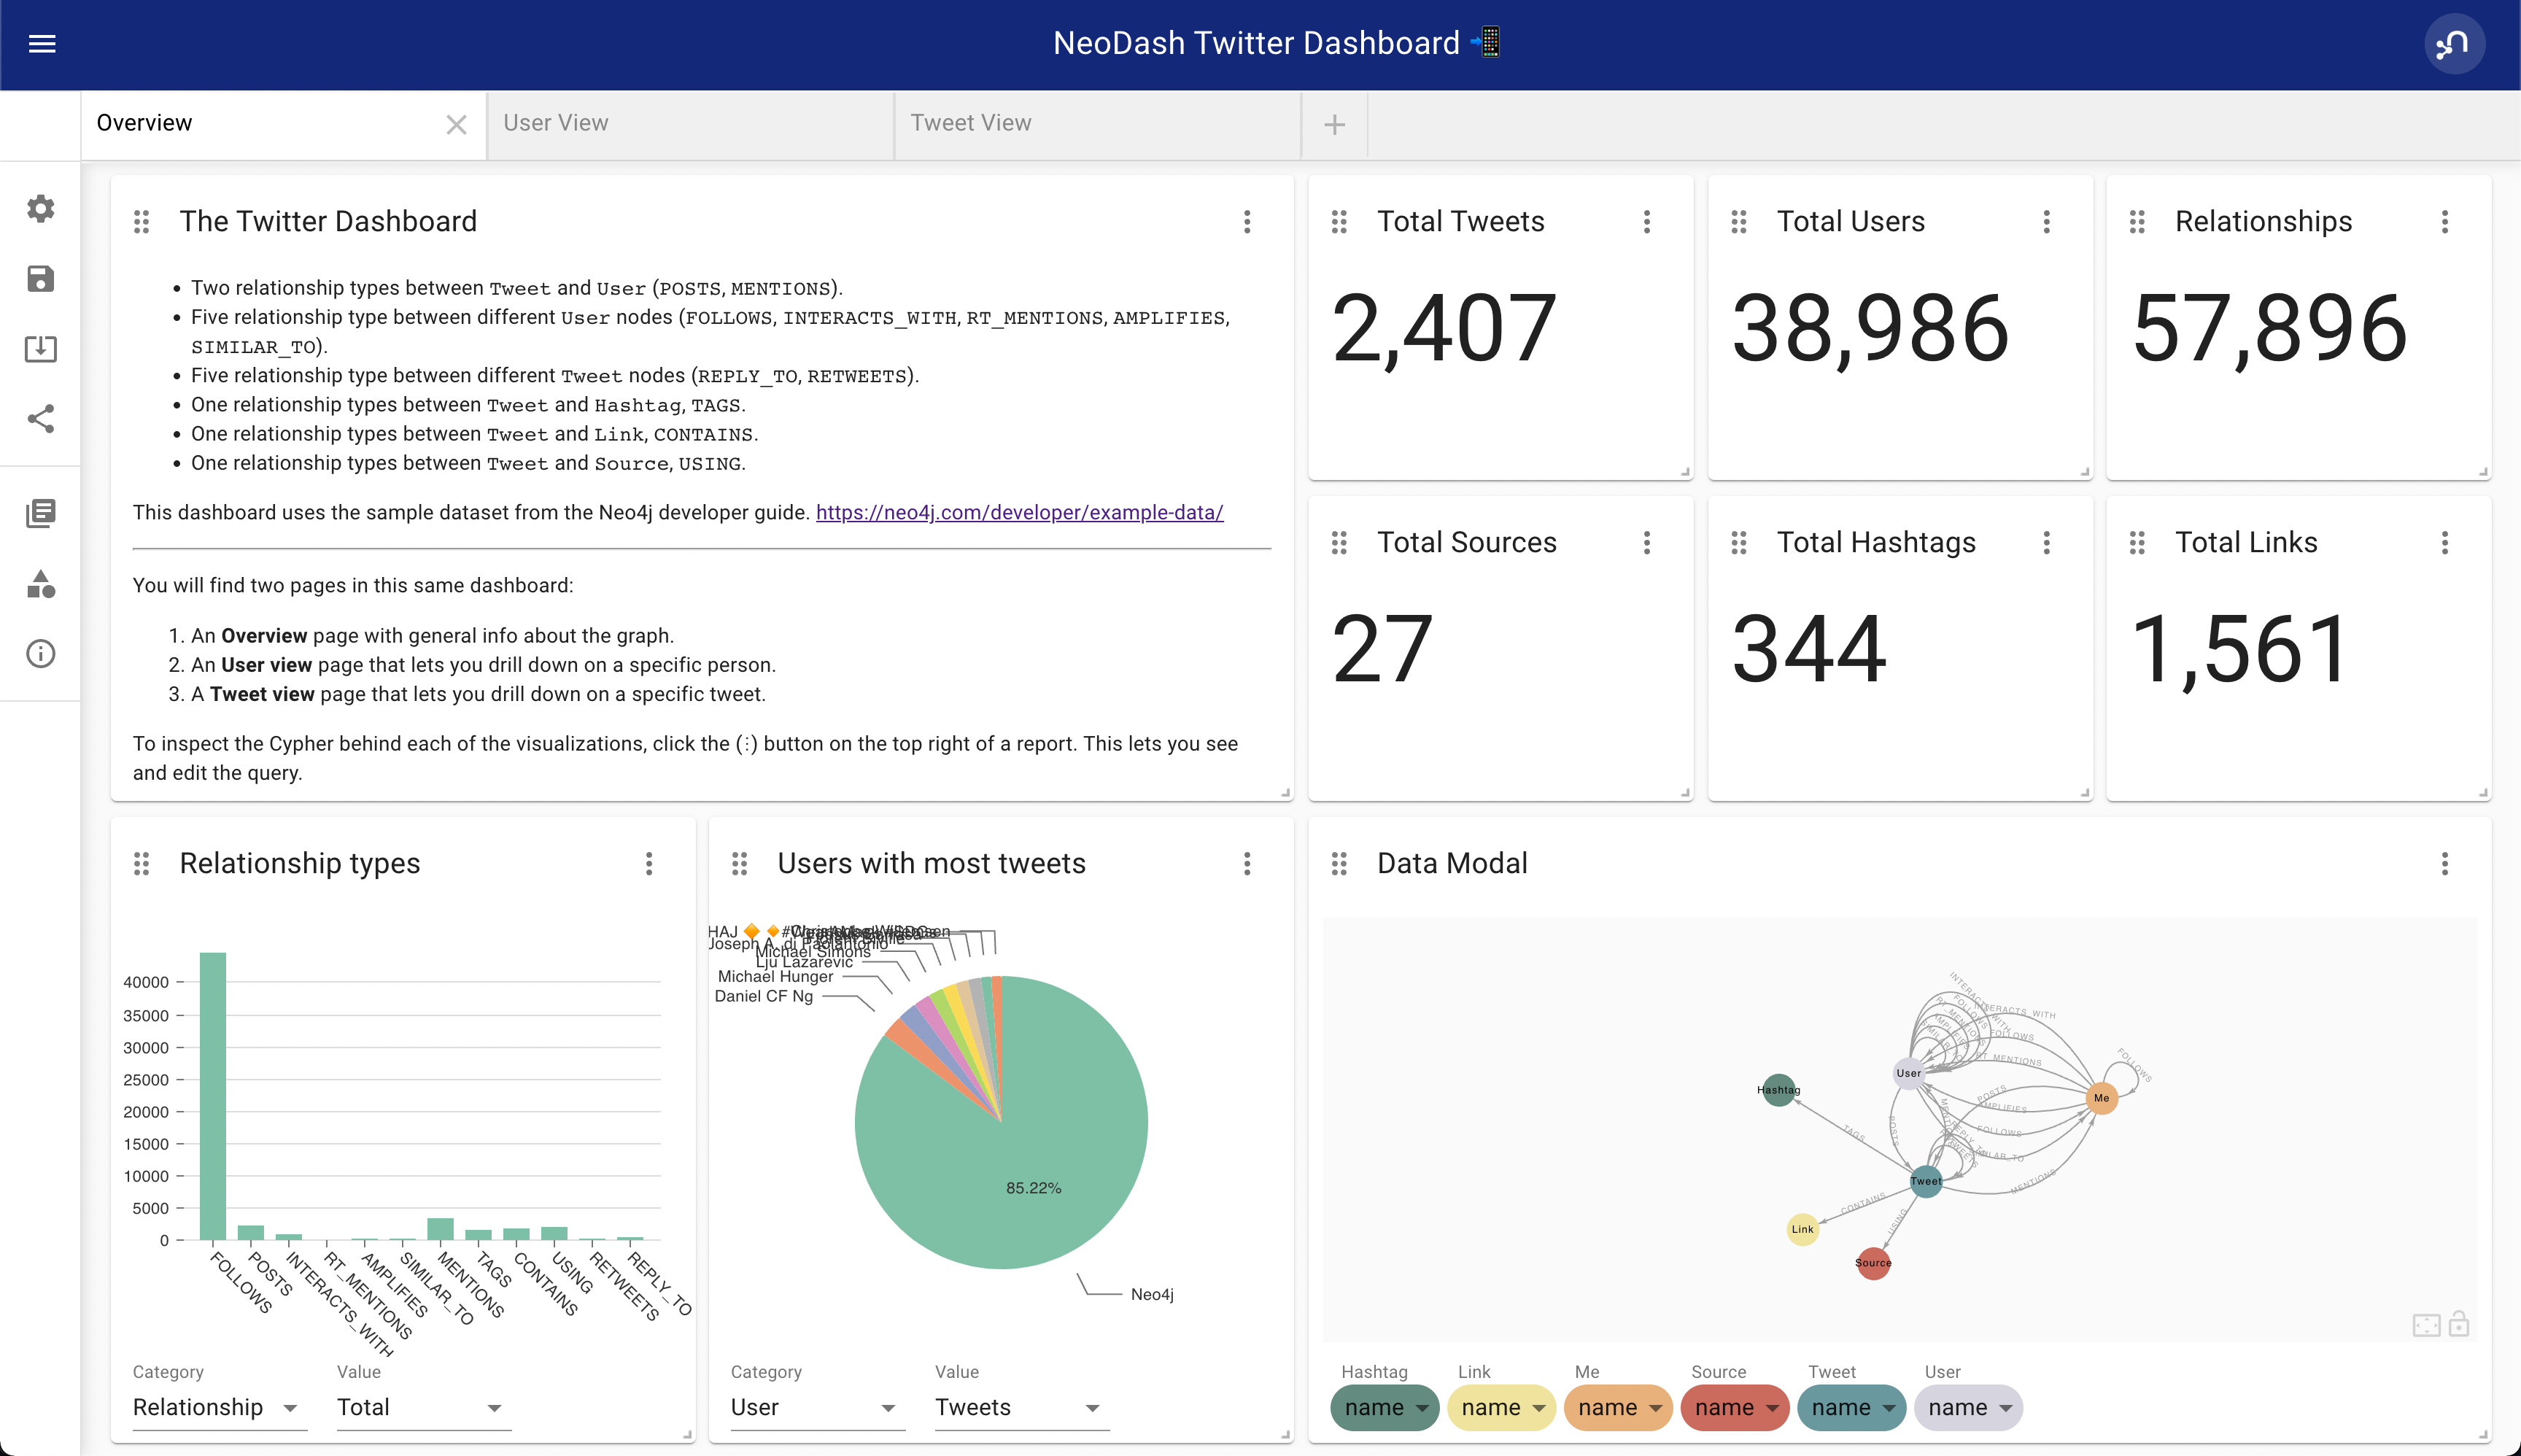 NeoDash Twitter Dashboard 📲
Overview
User View
Tweet View
The Twitter Dashboard
Two relationship types between Tweet and User (POSTS, MENTIONS).
Five relationship type between different User nodes (FOLLOWS, INTERACTS_WITH, RT_MENTIONS, AMPLIFIES,
SIMILAR_TO).
Five relationship type between different Tweet nodes (REPLY_TO, RETWEETS).
One relationship types between Tweet and Hashtag, TAGS.
One relationship types between Tweet and Link, CONTAINS.
One relationship types between Tweet and Source, USING.
This dashboard uses the sample dataset from the Neo4j developer guide. https://neo4j.com/developer/example-data/
You will find two pages in this same dashboard:
1. An Overview page with general info about the graph.
2. An User view page that lets you drill down on a specific person.
3. A Tweet view page that lets you drill down on a specific tweet.
To inspect the Cypher behind each of the visualizations, click the (⋮) button on the top right of a report. This lets you see
and edit the query.
Total Tweets
2,407
Total Users
38,986
Relationships
57,896
Total Sources
27
Total Hashtags
344
Total Links
1,561
Relationship types
40000
35000
30000
25000
20000
15000
10000
5000
0
FOLLOWS
POSTS
INTERACTS_WITH
RT_MENTIONS
AMPLIFIES
SIMILAR_TO
MENTIONS
TAGS
CONTAINS
USING
RETWEETS
REPLY_TO
Category
Relationship
Value
Total
Users with most tweets
Joseph A. di Paolantonio
Michael Simons
Lju Lazarevic
Michael Hunger
Daniel CF Ng
85.22%
Neo4j
Category
User
Value
Tweets
Data Modal
INTERACTS_WITH
FOLLOWS
RT_MENTIONS
POSTS
AMPLIFIES
FOLLOWS
SIMILAR_TO
MENTIONS
FOLLOWS
User
Me
Hashtag
TAGS
POSTS
Tweet
CONTAINS
USING
Link
Source
Hashtag
name
Link
name
Me
name
Source
name
Tweet
name
User
name